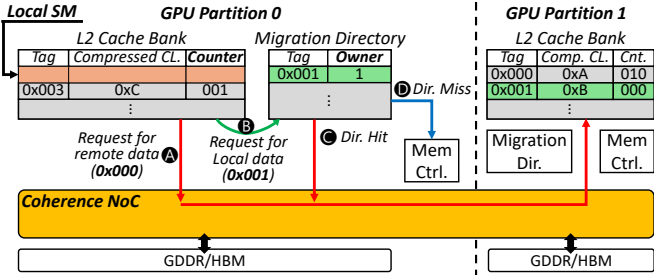 Local SM
GPU Partition 0
GPU Partition 1
L2 Cache Bank
Migration Directory
L2 Cache Bank
Tag Compressed CL. Counter
Tag Owner
Tag Comp. CL. Cnt.
0x001 1
0x000 0xA 010
0x003 0xC 001
0x001 0xB 000
D Dir. Miss
B
Request for
remote data
(0x000)
A
Request for
Local data
(0x001)
C Dir. Hit
Mem
Ctrl.
Migration
Dir.
Mem
Ctrl.
Coherence NoC
GDDR/HBM
GDDR/HBM